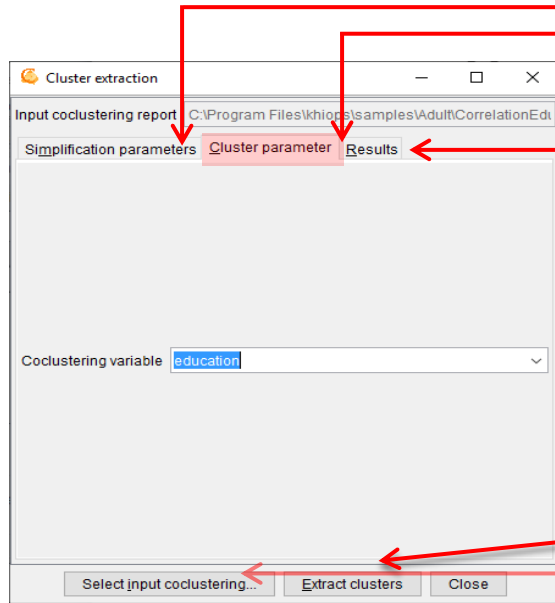 Cluster extraction
Input coclustering report C:\Program Files\khiops\samples\Adult\CorrelationEdu
Simplification parameters Cluster parameter Results
Coclustering variable education
Select input coclustering... Extract clusters Close